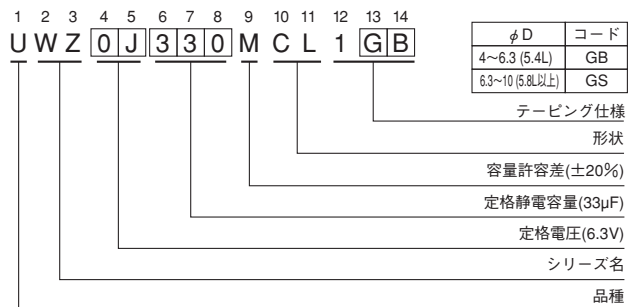 1 2 3 4 5 6 7 8 9 10 11 12 13 14
U W Z 0 J 3 3 0 M C L 1 G B
φD コード
4～6.3 (5.4L) GB
6.3～10 (5.8L以上) GS
テーピング仕様
形状
容量許容差(±20%)
定格静電容量(33µF)
定格電圧(6.3V)
シリーズ名
品種